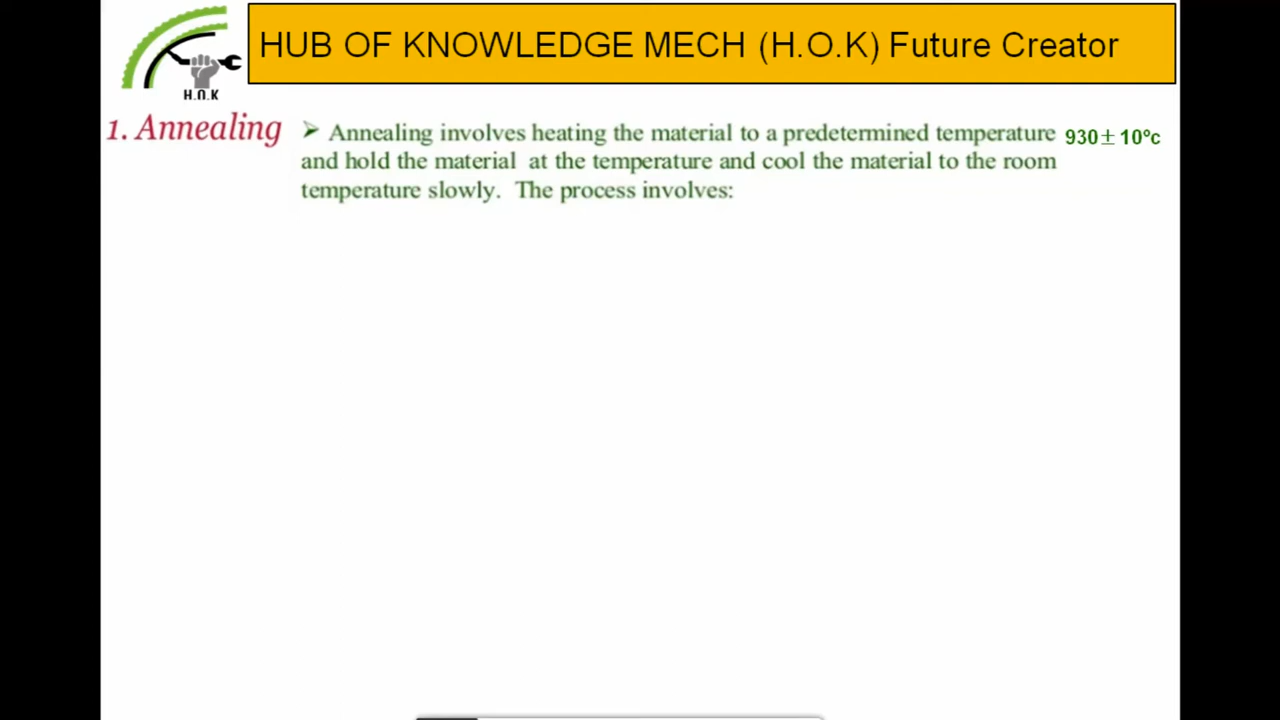 HUB OF KNOWLEDGE MECH (H.O.K) Future Creator
H.O.K
1. Annealing
➢ Annealing involves heating the material to a predetermined temperature 930± 10ºc
and hold the material at the temperature and cool the material to the room
temperature slowly. The process involves: